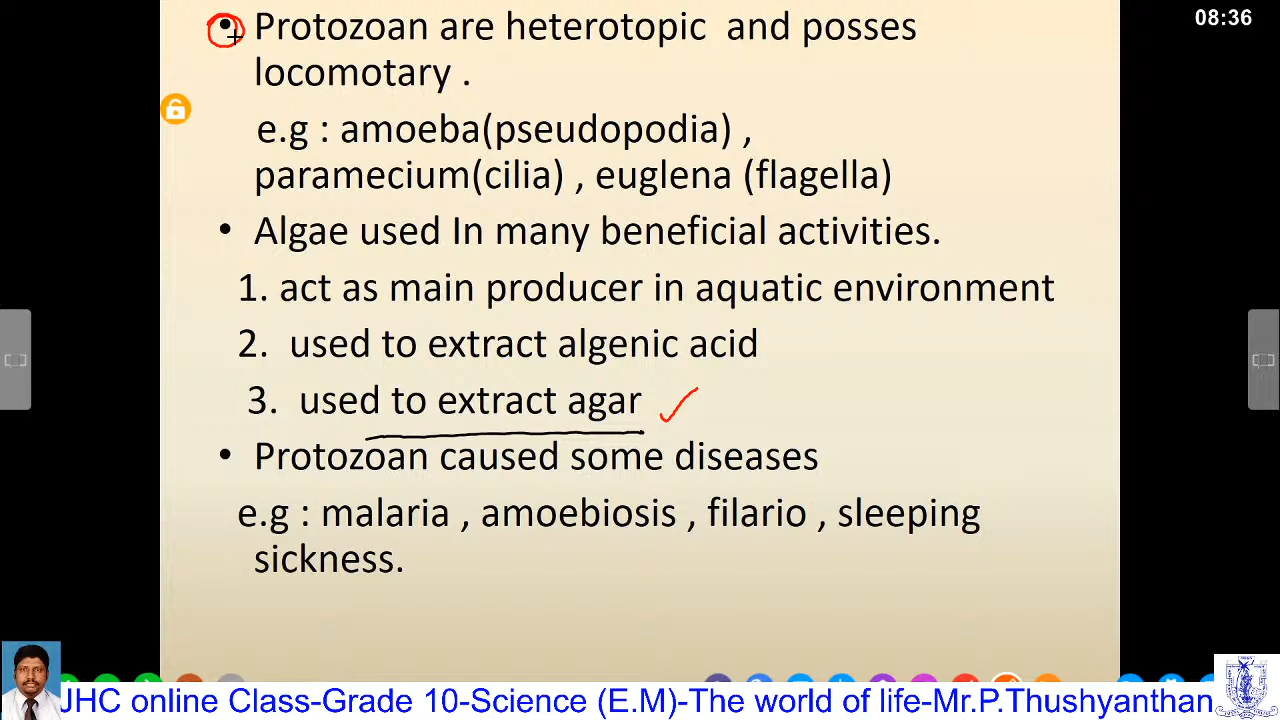 08:36
• Protozoan are heterotopic and posses
locomotary .
e.g : amoeba(pseudopodia) ,
paramecium(cilia) , euglena (flagella)
• Algae used In many beneficial activities.
1. act as main producer in aquatic environment
2. used to extract algenic acid
3. used to extract agar
• Protozoan caused some diseases
e.g : malaria , amoebiosis , filario , sleeping
sickness.
JHC online Class-Grade 10-Science (E.M)-The world of life-Mr.P.Thushyanthan